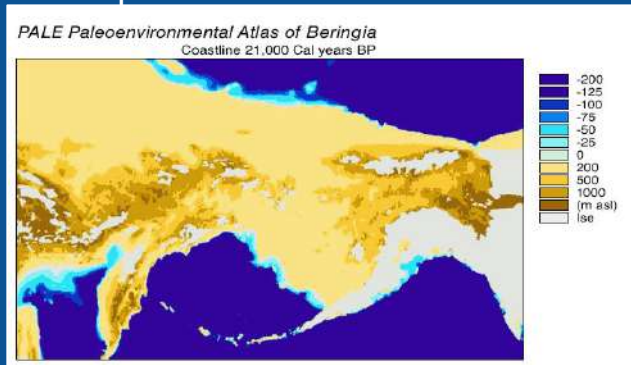 PALE Paleoenvironmental Atlas of Beringia
Coastline 21,000 Cal years BP
-200
-125
-100
-75
-50
-25
0
200
500
1000
(m asl)
Ise